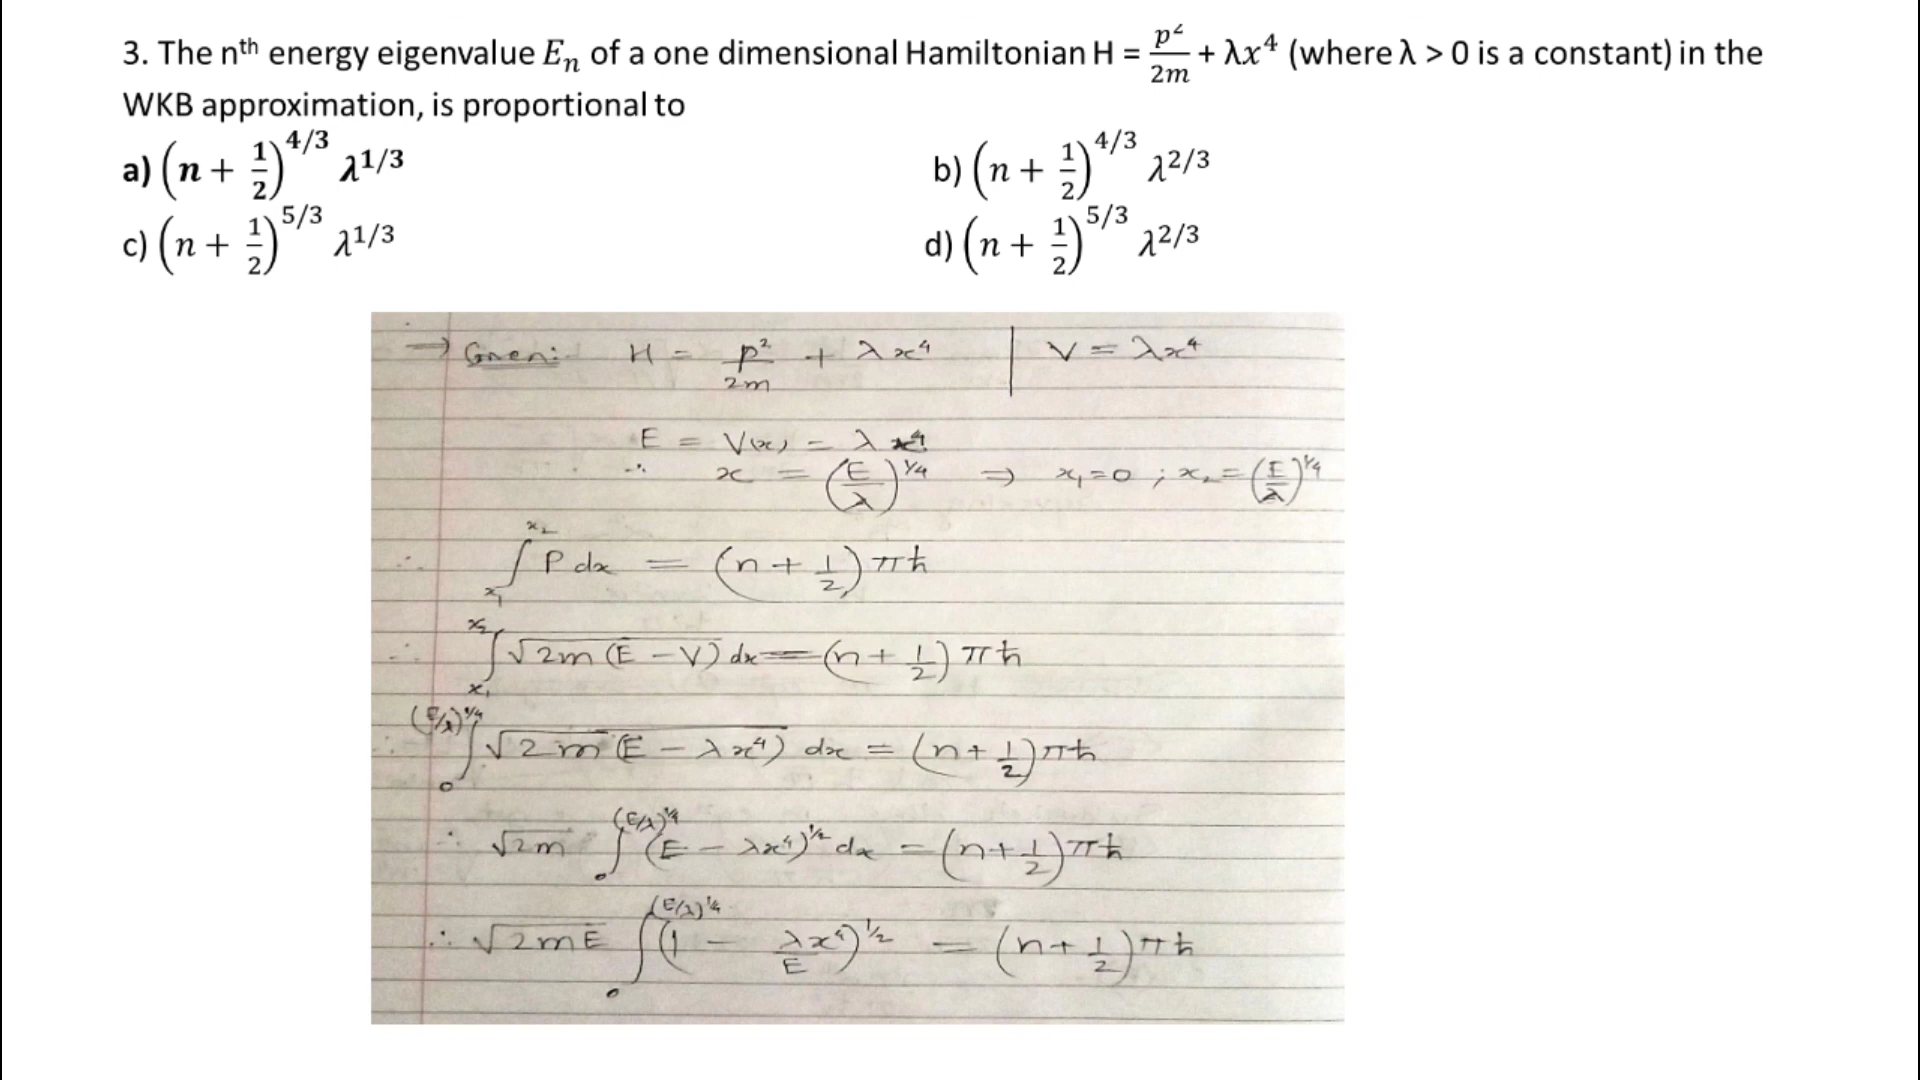 3. The nth energy eigenvalue Eₙ of a one dimensional Hamiltonian H = p²/2m + λx⁴ (where λ > 0 is a constant) in the
WKB approximation, is proportional to
a) (n + 1/2)^4/3 λ^1/3 b) (n + 1/2)^4/3 λ^2/3
c) (n + 1/2)^5/3 λ^1/3 d) (n + 1/2)^5/3 λ^2/3
→ Given:- H = p²/2m + λx⁴ | V = λx⁴
E = V(x) = λx⁴
∴ x = (E/λ)^1/4 ⇒ x₁=0 ; x₂=(E/λ)^1/4
∴ ∫_x₁^x₂ P dx = (n + 1/2) πħ
∴ ∫_x₁^x₂ √2m(E – V) dx = (n + 1/2) πħ
∴ ∫_0^(E/λ)^1/4 √2m(E – λx⁴) dx = (n + 1/2) πħ
∴ √2m ∫_0^(E/λ)^1/4 (E – λx⁴)^1/2 dx = (n + 1/2) πħ
∴ √2mE ∫_0^(E/λ)^1/4 (1 – λx⁴/E)^1/2 = (n + 1/2) πħ